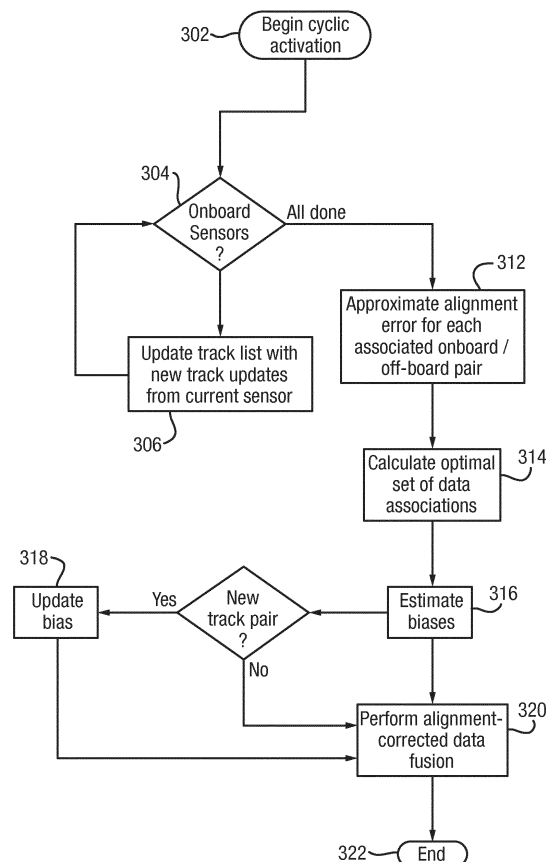 302
Begin cyclic
activation
304
Onboard
Sensors
?
All done
312
Approximate alignment
error for each
associated onboard /
off-board pair
Update track list with
new track updates
from current sensor
306
314
Calculate optimal
set of data
associations
318
Update
bias
Yes
New
track pair
?
No
Estimate
biases
316
Perform alignment-
corrected data
fusion
320
322
End